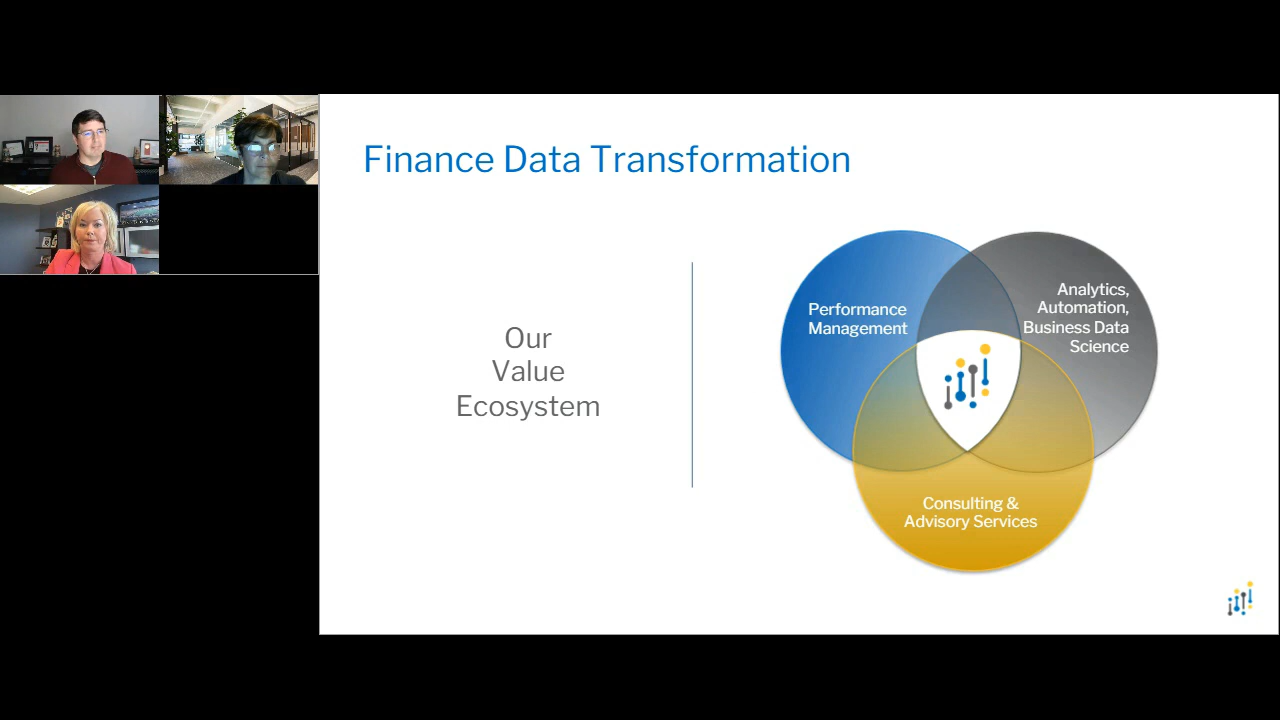 Finance Data Transformation
Our
Value
Ecosystem
Performance
Management
Analytics,
Automation,
Business Data
Science
Consulting &
Advisory Services